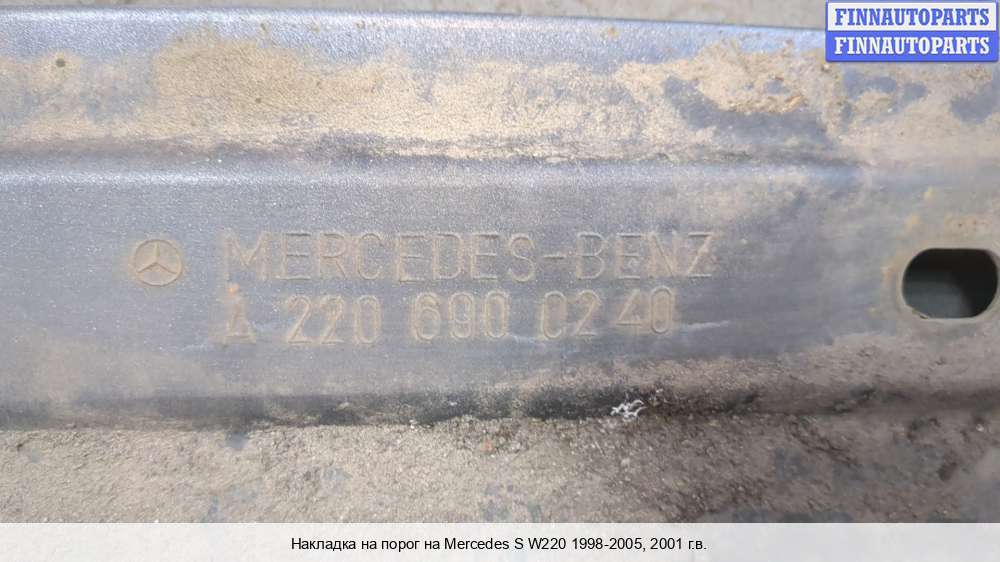 FINNAUTOPARTS
FINNAUTOPARTS
MERCEDES-BENZ
A 220 690 02 40
Накладка на порог на Mercedes S W220 1998-2005, 2001 г.в.